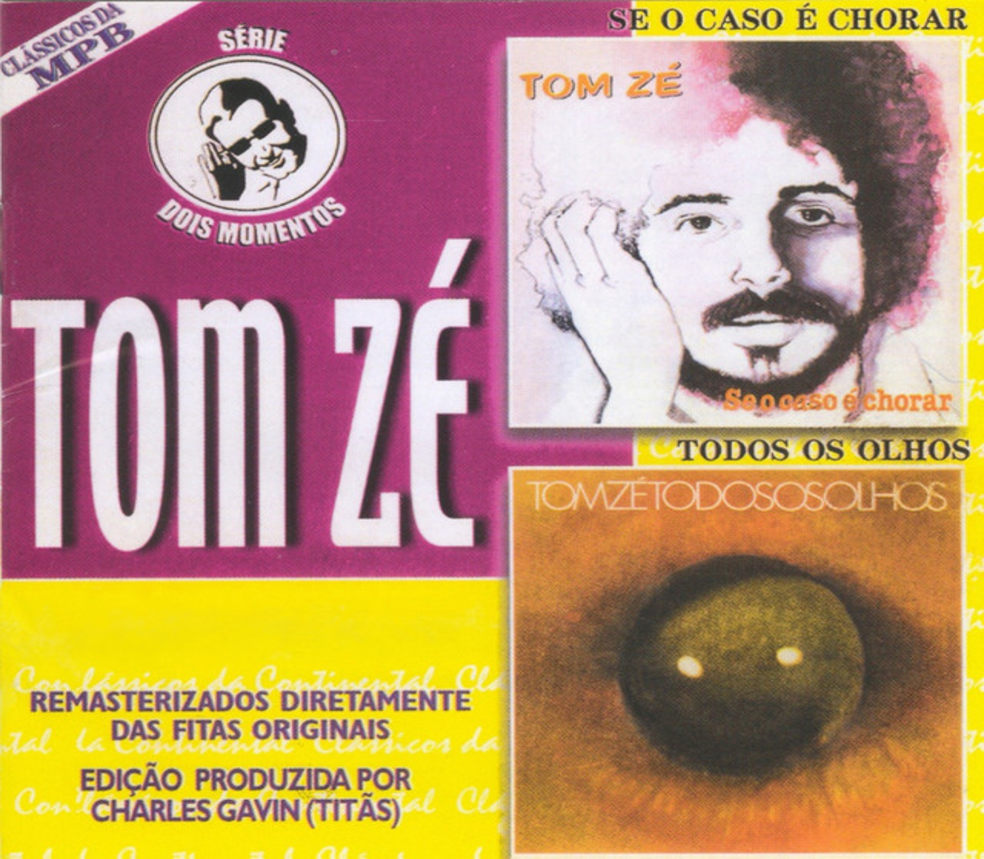 CLÁSSICOS DA
MPB
SÉRIE
DOIS MOMENTOS
TOM ZÉ
SE O CASO É CHORAR
TOM ZÉ
Se o caso é chorar
TODOS OS OLHOS
TOMZÉTODOSOSOLHOS
REMASTERIZADOS DIRETAMENTE
DAS FITAS ORIGINAIS
EDIÇÃO PRODUZIDA POR
CHARLES GAVIN (TITÃS)